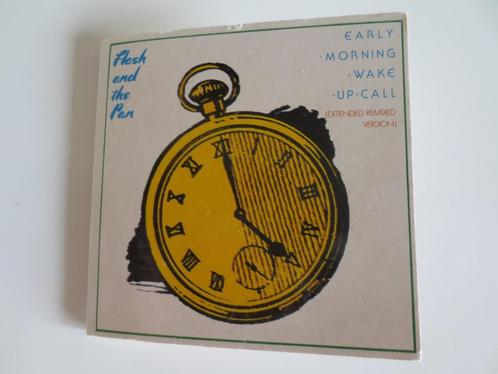 Flash
and
the
Pan
EARLY
·MORNING
·WAKE
·UP·CALL
(EXTENDED REMIXED
VERSION)